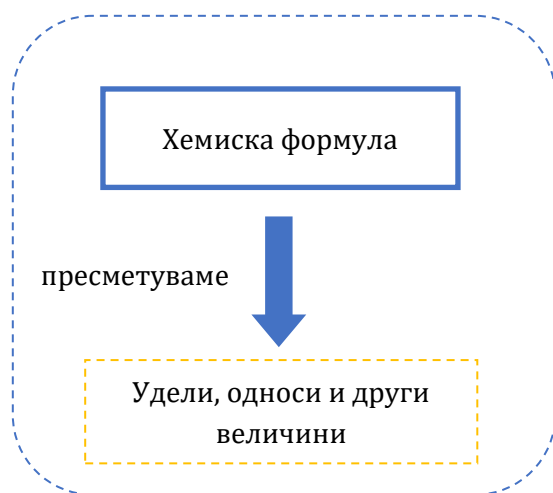 Хемиска формула
пресметуваме
Удели, односи и други
величини